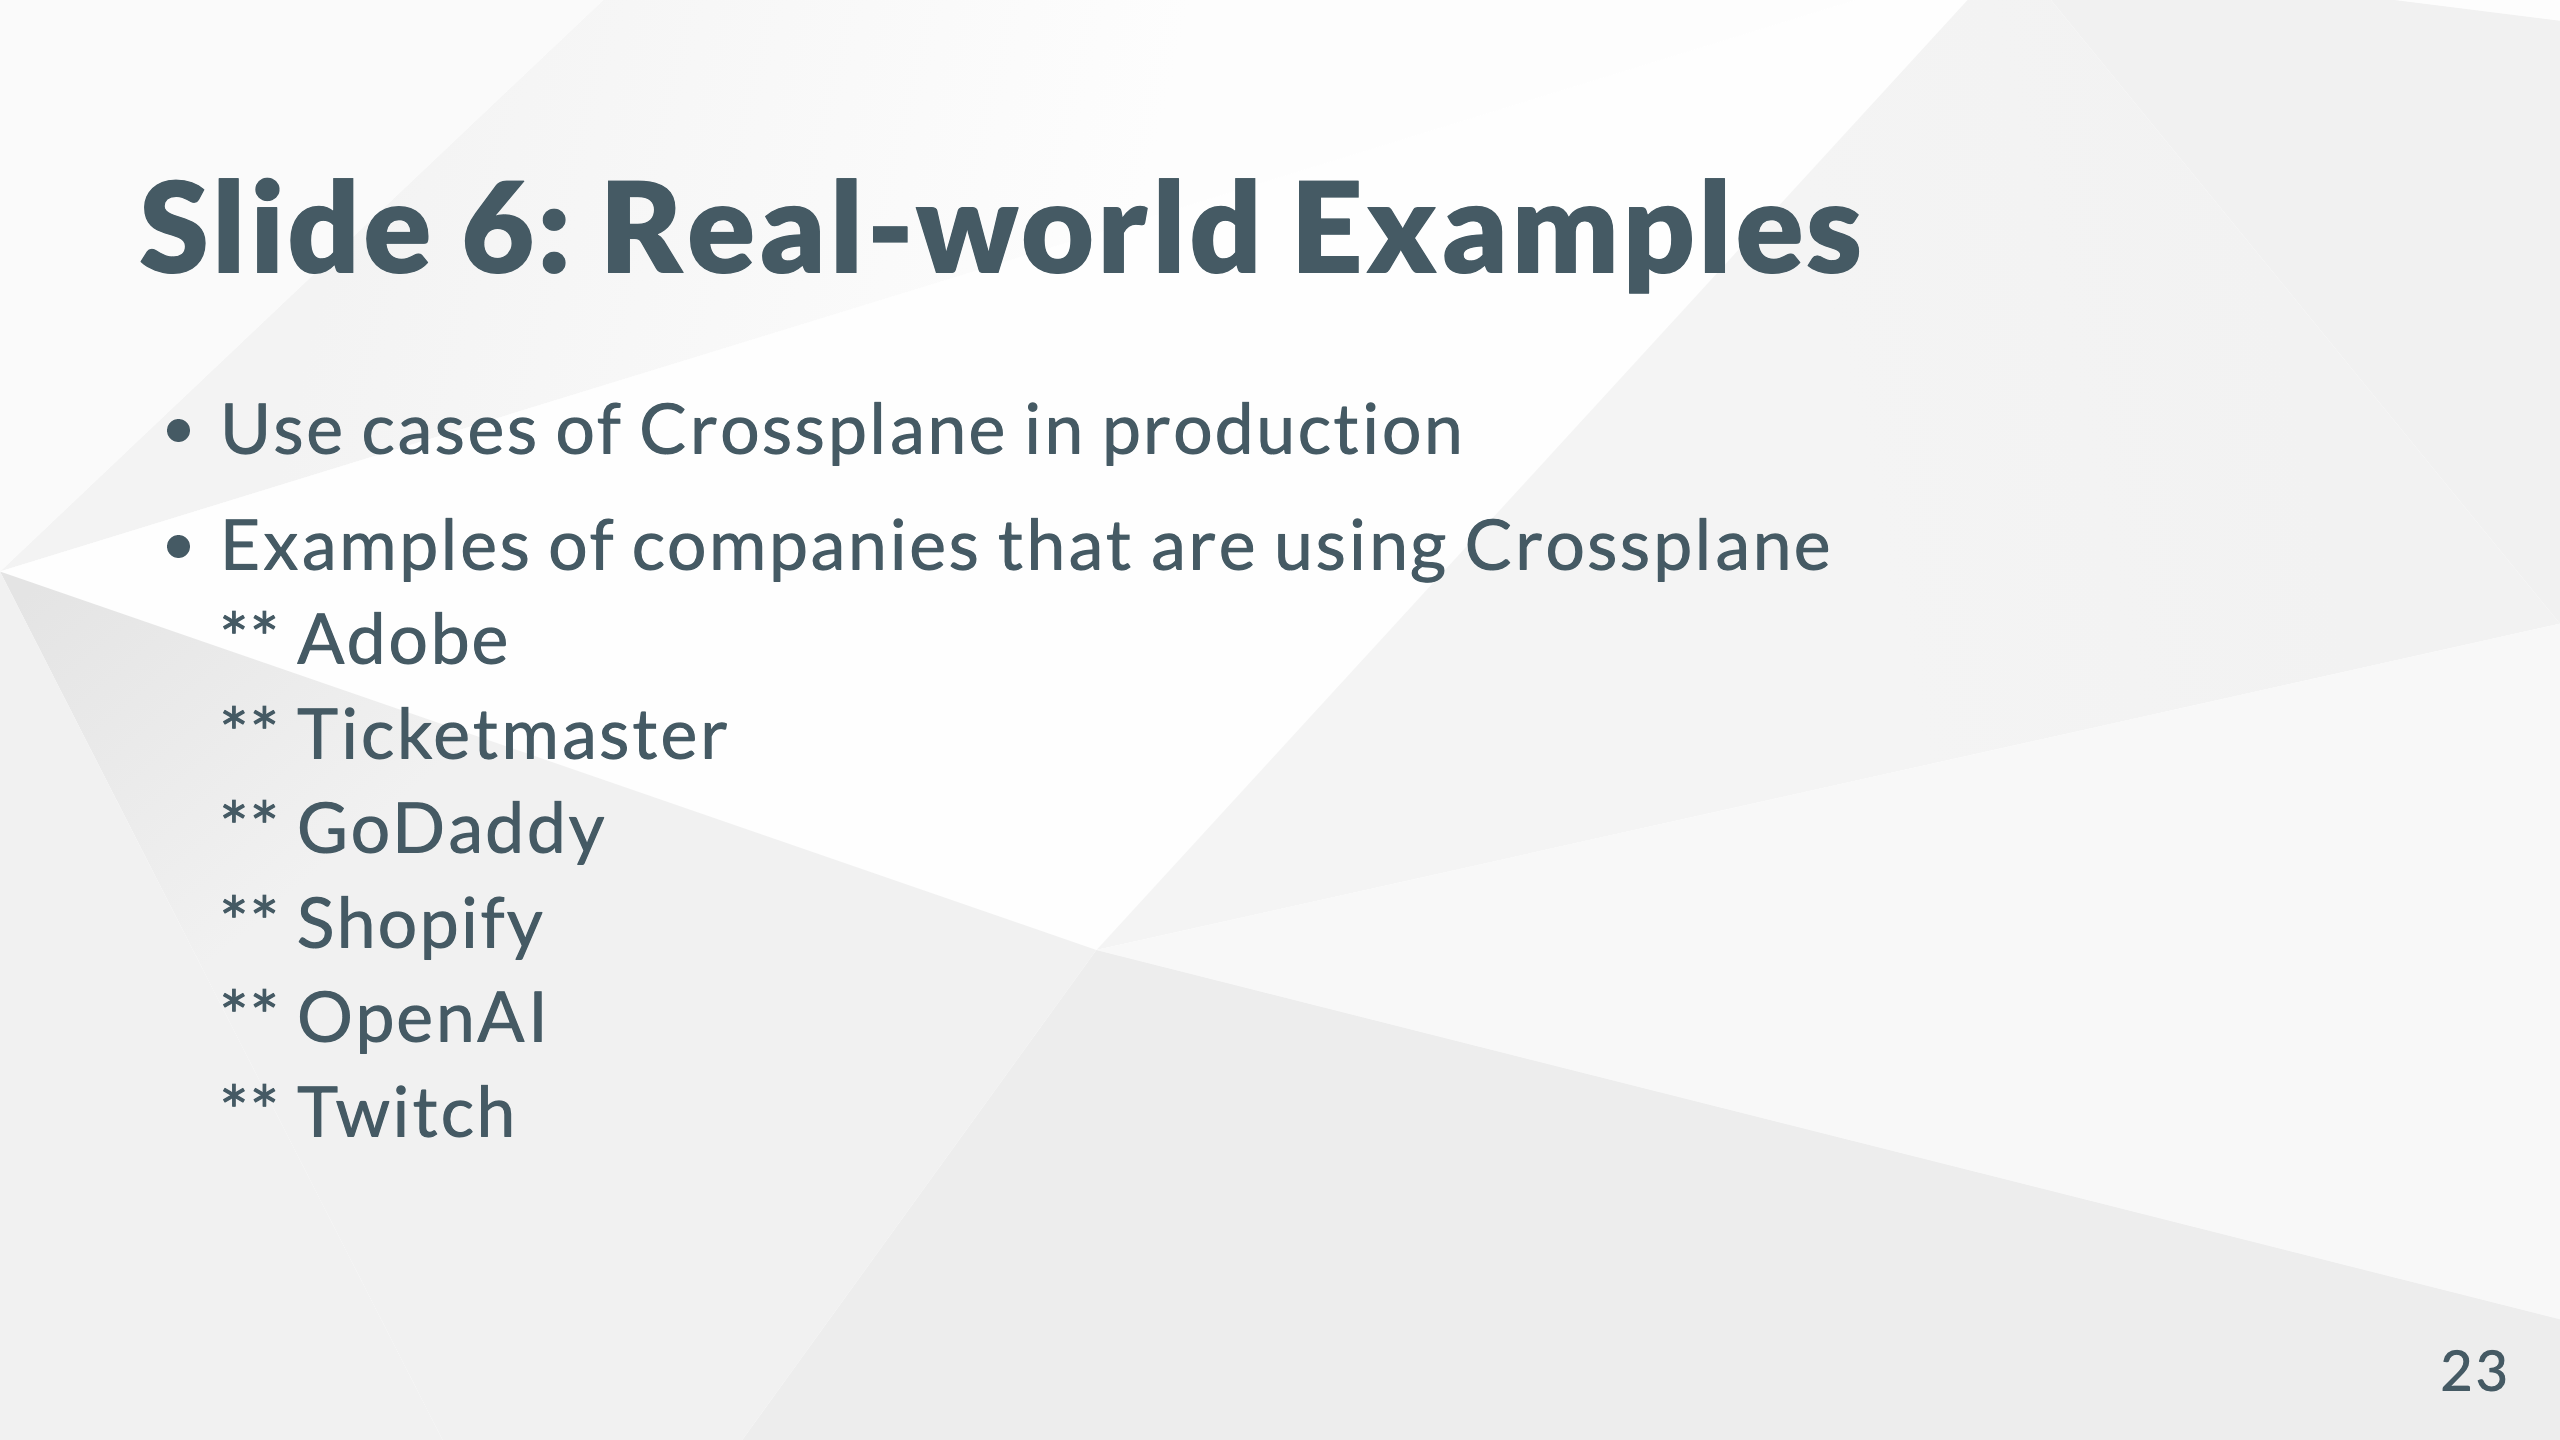 Slide 6: Real-world Examples
• Use cases of Crossplane in production
• Examples of companies that are using Crossplane
** Adobe
** Ticketmaster
** GoDaddy
** Shopify
** OpenAI
** Twitch
23